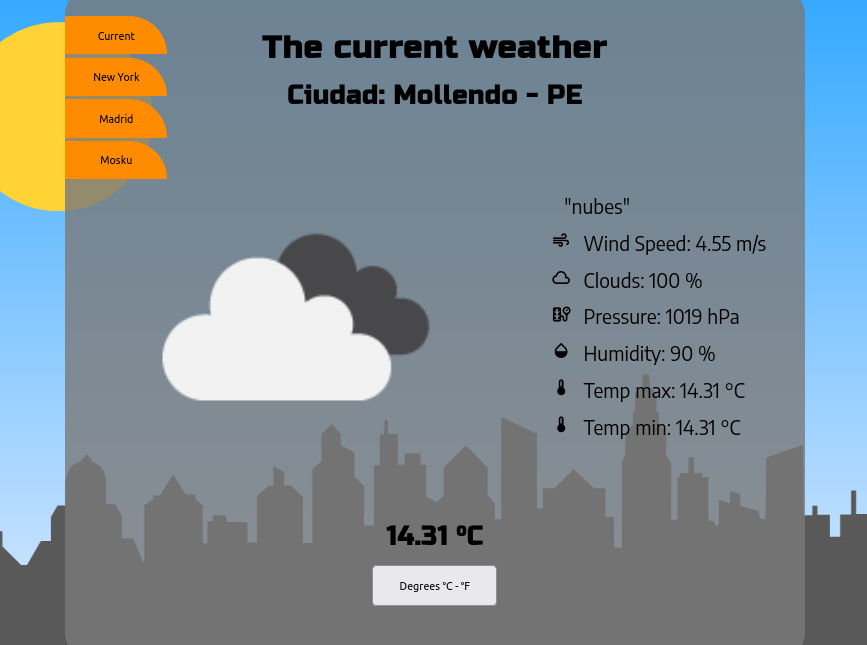 Current
New York
Madrid
Mosku
The current weather
Ciudad: Mollendo - PE
"nubes"
Wind Speed: 4.55 m/s
Clouds: 100 %
Pressure: 1019 hPa
Humidity: 90 %
Temp max: 14.31 °C
Temp min: 14.31 °C
14.31 °C
Degrees °C - °F